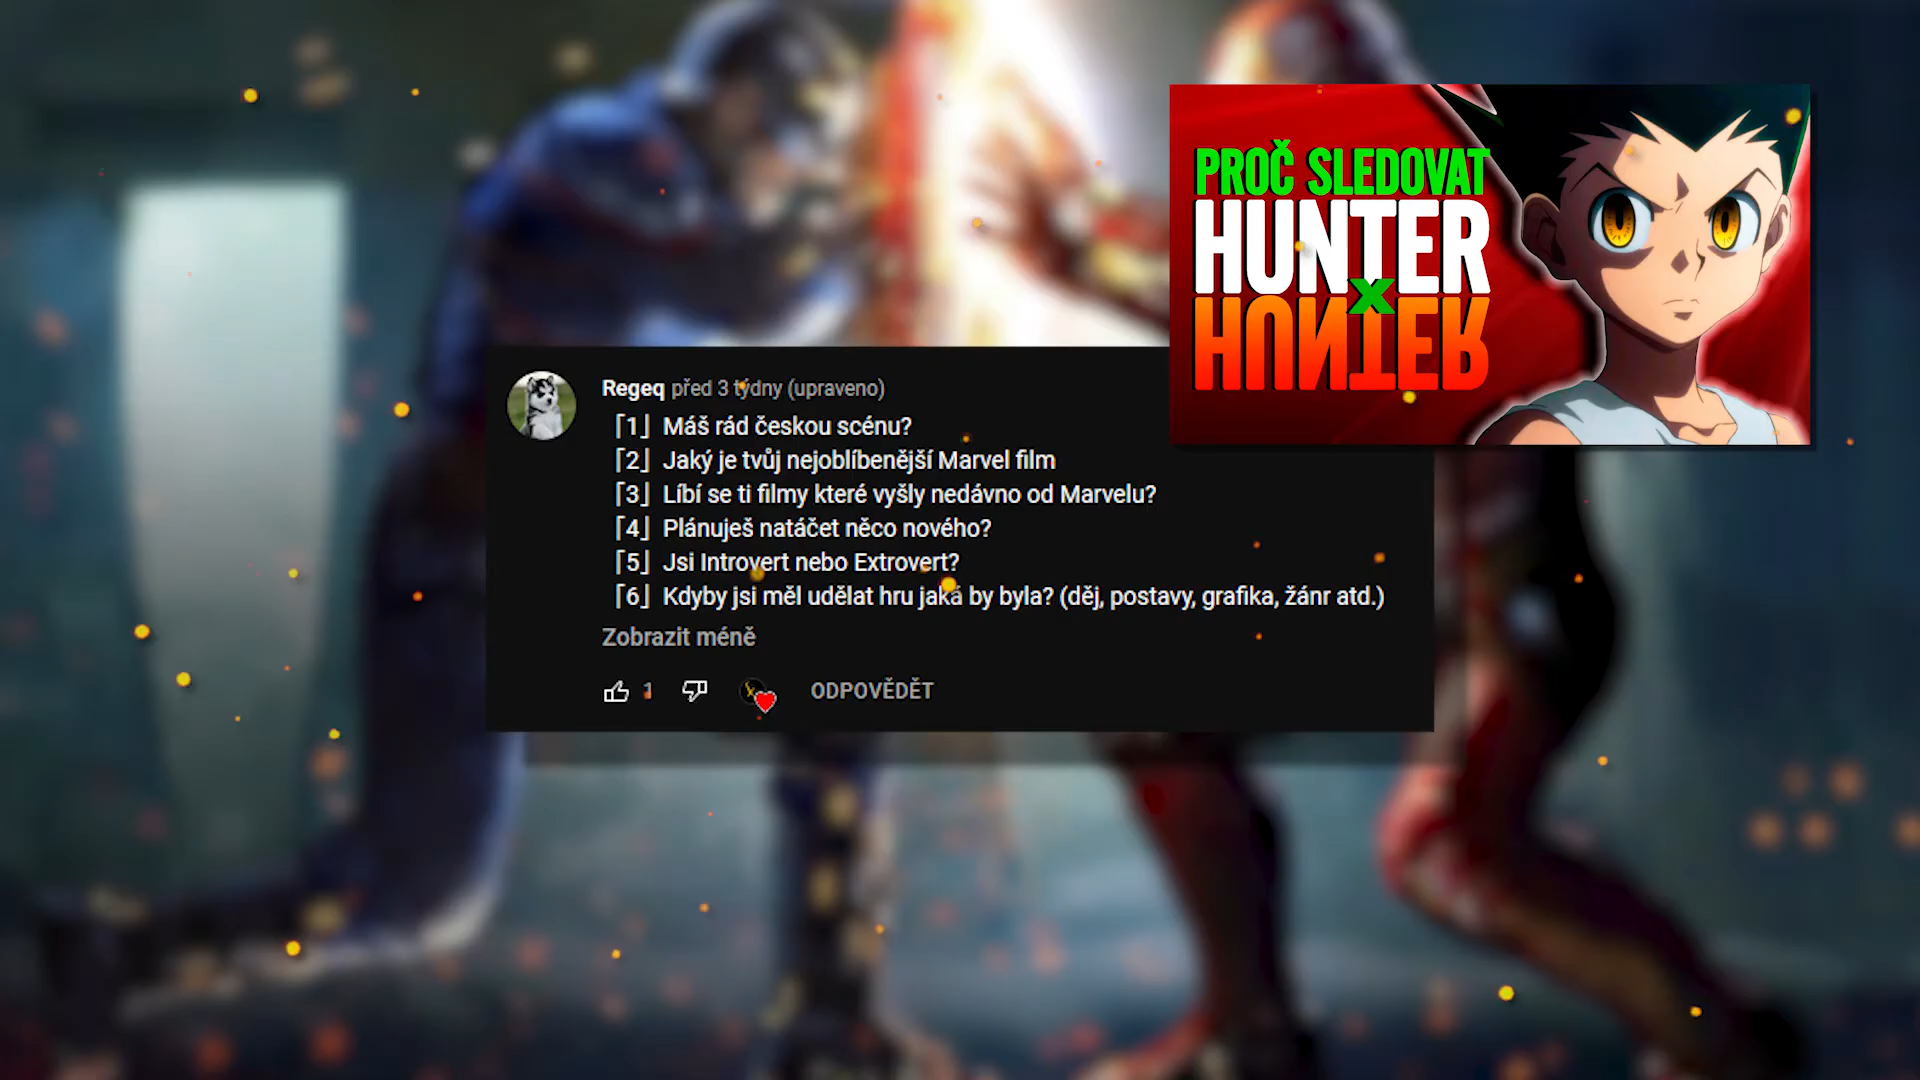 PROČ SLEDOVAT
HUNTER
X
HUNTER
Regeq před 3 týdny (upraveno)
⌈1⌋ Máš rád českou scénu?
⌈2⌋ Jaký je tvůj nejoblíbenější Marvel film
⌈3⌋ Líbí se ti filmy které vyšly nedávno od Marvelu?
⌈4⌋ Plánuješ natáčet něco nového?
⌈5⌋ Jsi Introvert nebo Extrovert?
⌈6⌋ Kdyby jsi měl udělat hru jaká by byla? (děj, postavy, grafika, žánr atd.)
Zobrazit méně
1
ODPOVĚDĚT